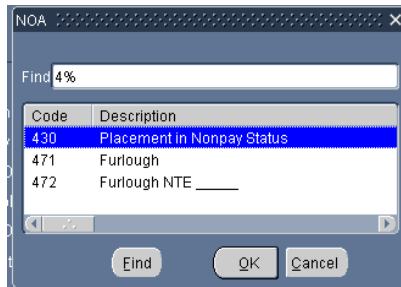 NOA
Find 4%
Code Description
430 Placement in Nonpay Status
471 Furlough
472 Furlough NTE _____
Find OK Cancel